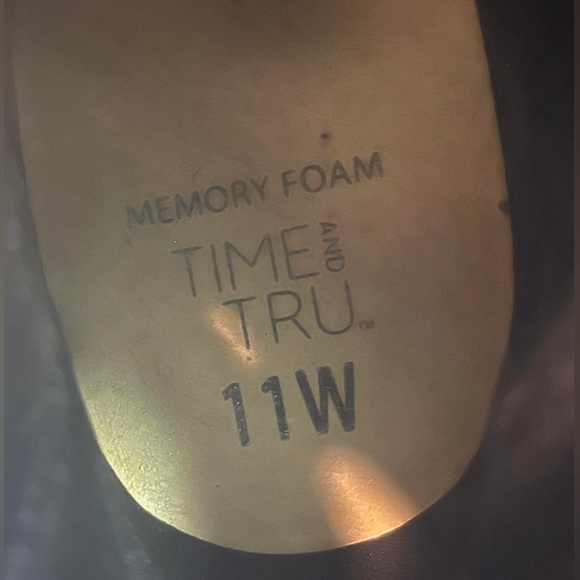 MEMORY FOAM
TIME AND
TRU®
11W